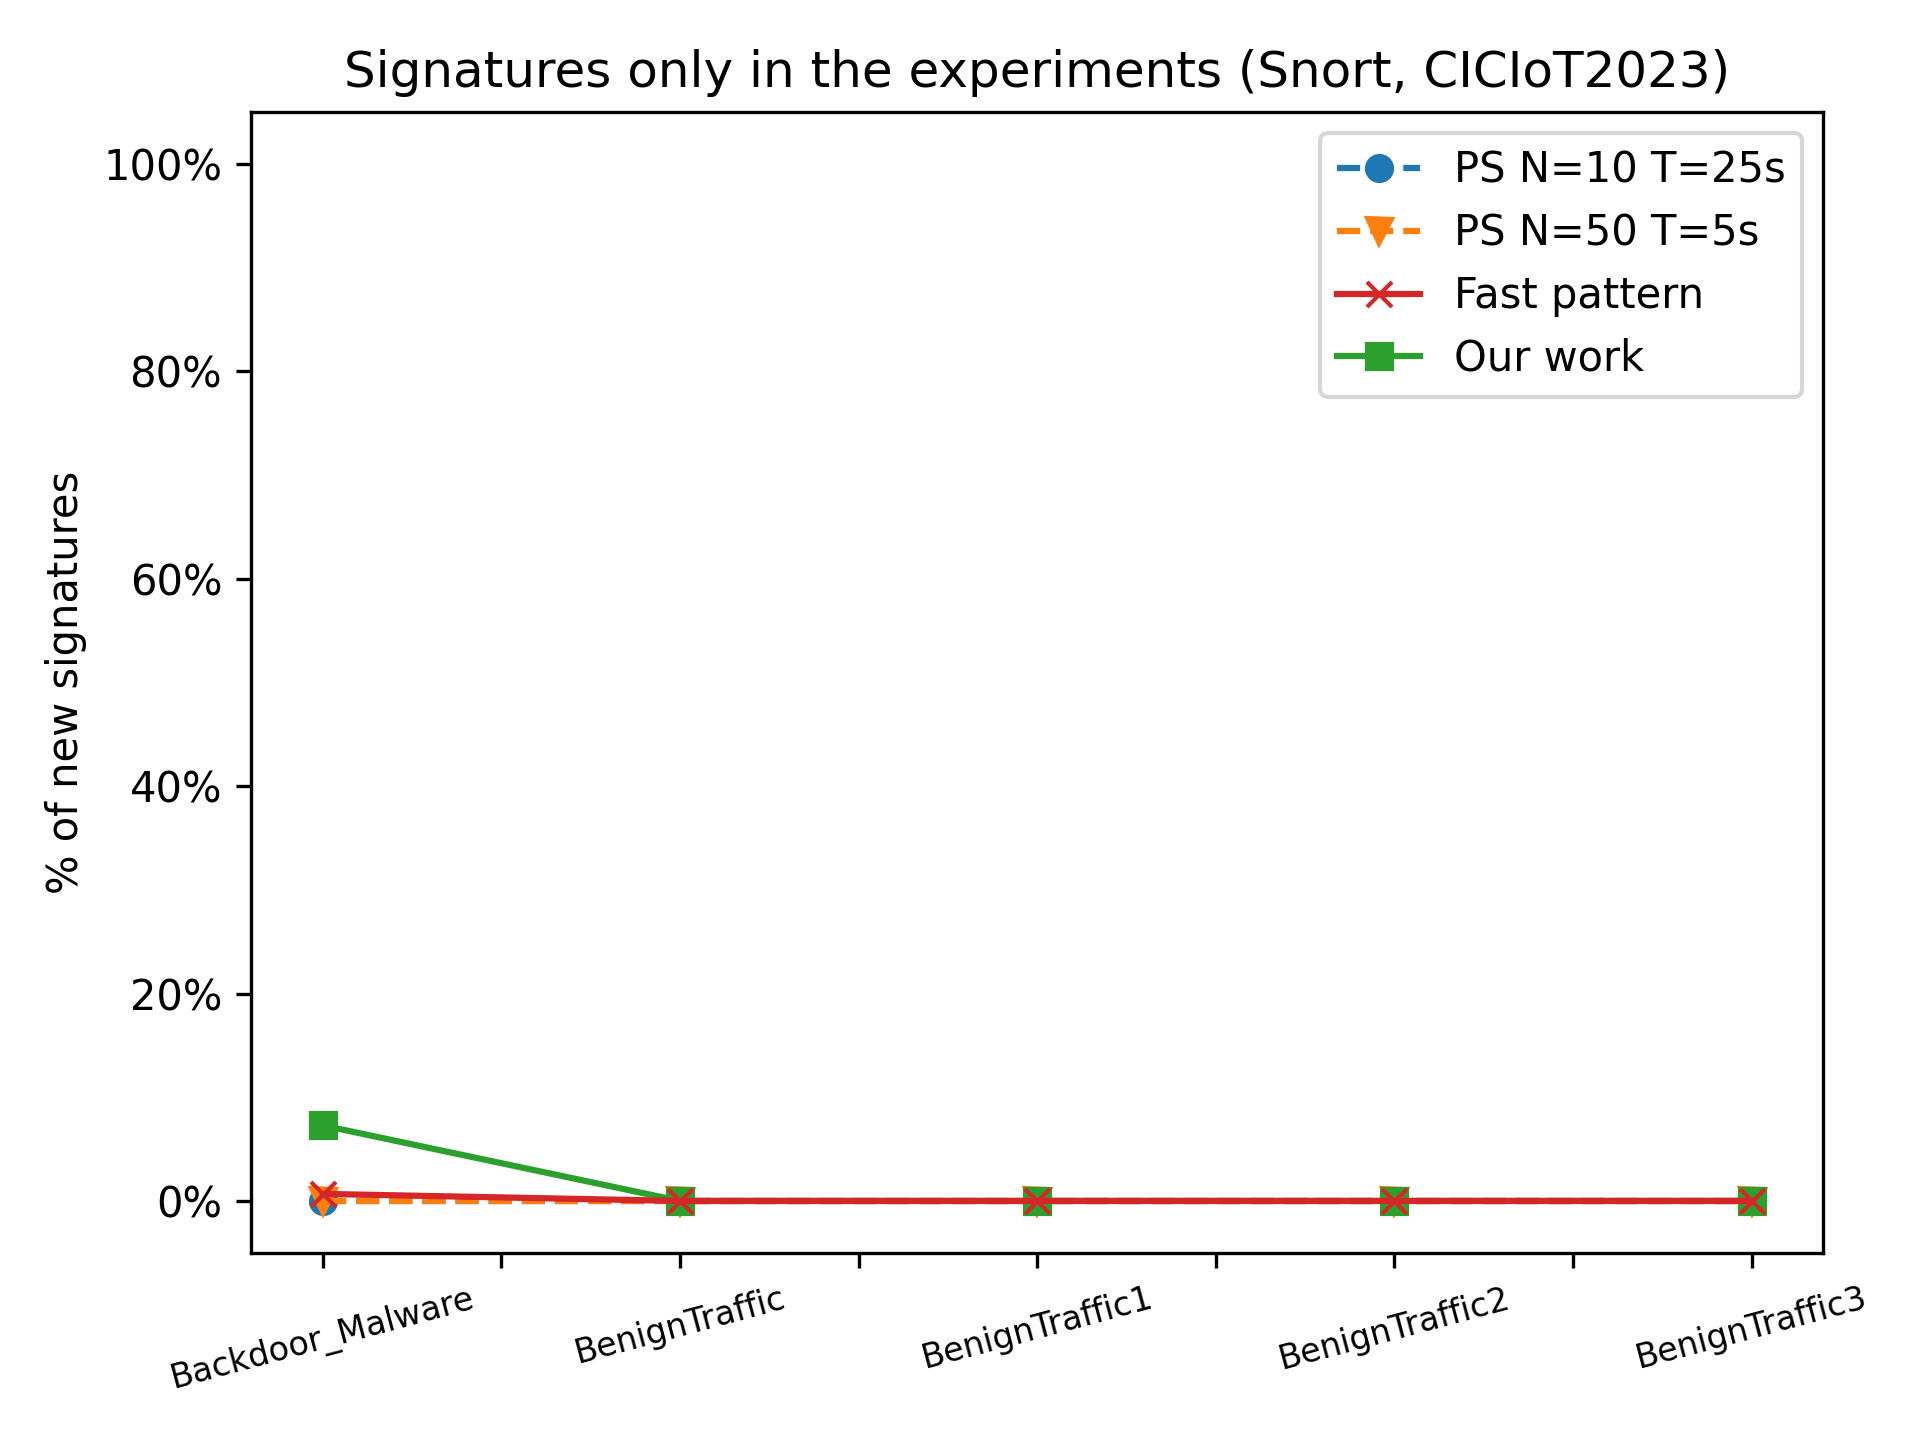 Signatures only in the experiments (Snort, CICIoT2023)
PS N=10 T=25s
PS N=50 T=5s
Fast pattern
Our work
% of new signatures
100%
80%
60%
40%
20%
0%
Backdoor_Malware
BenignTraffic
BenignTraffic1
BenignTraffic2
BenignTraffic3